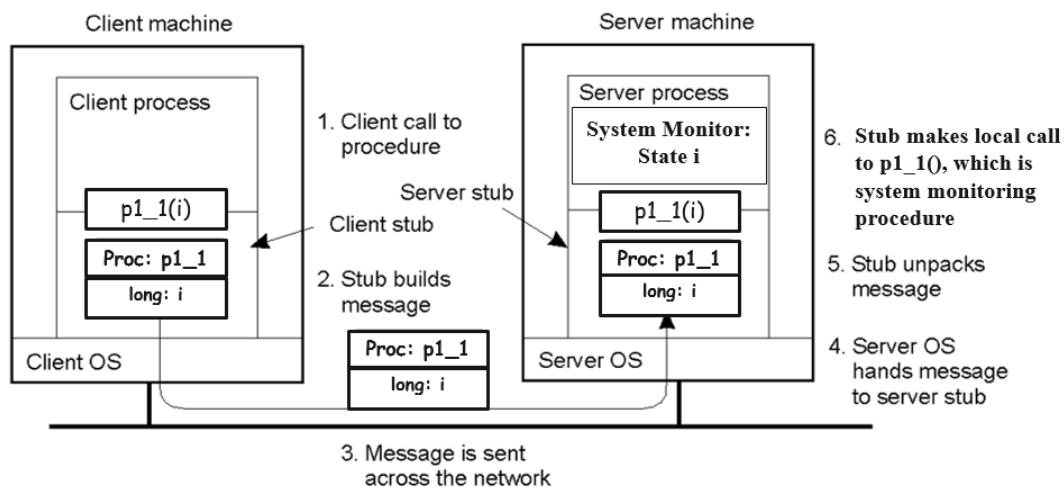 Client machine
Server machine
Client process
1. Client call to
procedure
p1_1(i)
Client stub
Proc: p1_1
long: i
2. Stub builds
message
Client OS
Proc: p1_1
long: i
3. Message is sent
across the network
Server process
System Monitor:
State i
Server stub
p1_1(i)
Proc: p1_1
long: i
Server OS
6. Stub makes local call
to p1_1(), which is
system monitoring
procedure
5. Stub unpacks
message
4. Server OS
hands message
to server stub